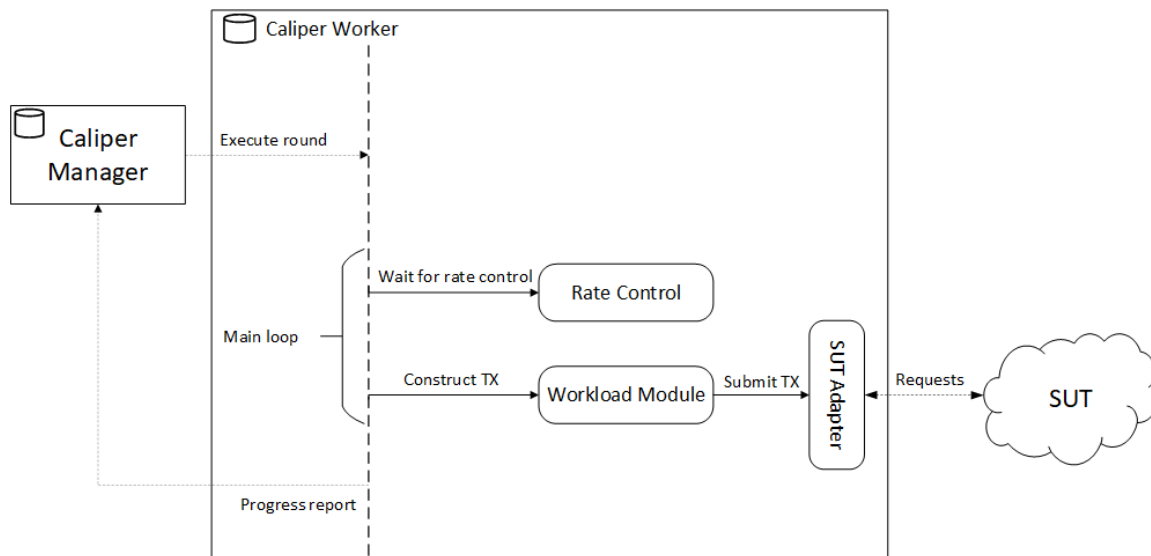 Caliper Worker
Caliper
Manager
Execute round
Wait for rate control
Rate Control
Main loop
Construct TX
Workload Module
Submit TX
SUT Adapter
Requests
SUT
Progress report